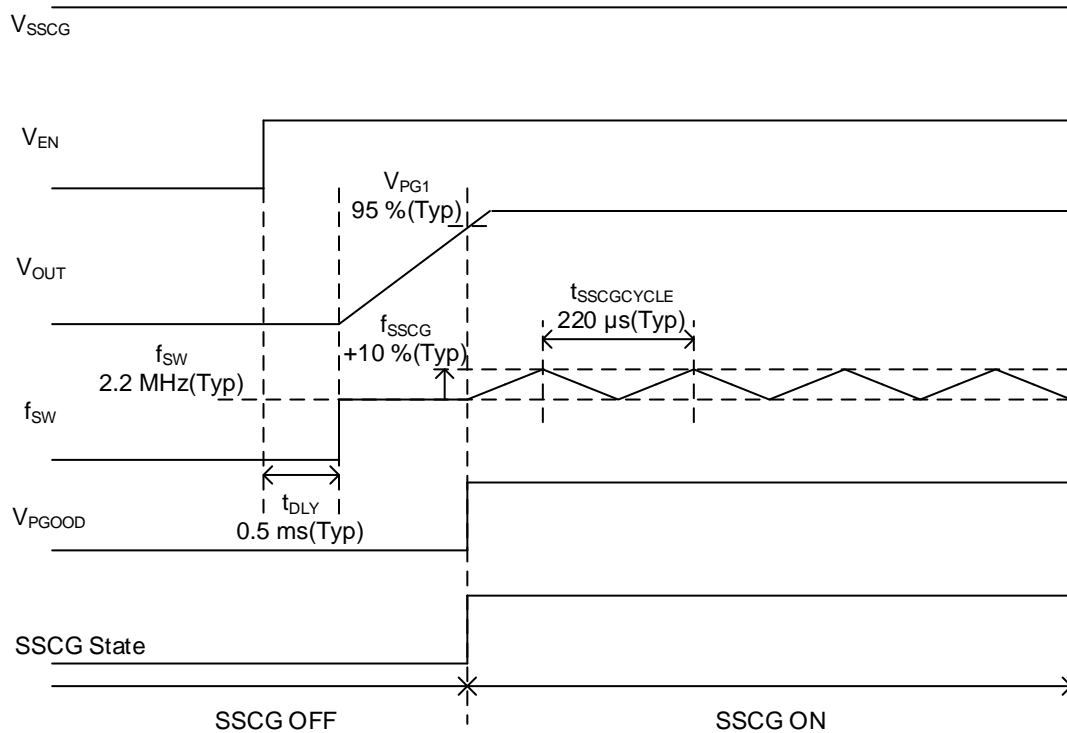 VSSCG
VEN
VPG1
95 %(Typ)
VOUT
tSSCGCYCLE
220 µs(Typ)
fSSCG
+10 %(Typ)
fSW
2.2 MHz(Typ)
fSW
tDLY
0.5 ms(Typ)
VPGOOD
SSCG State
SSCG OFF
SSCG ON